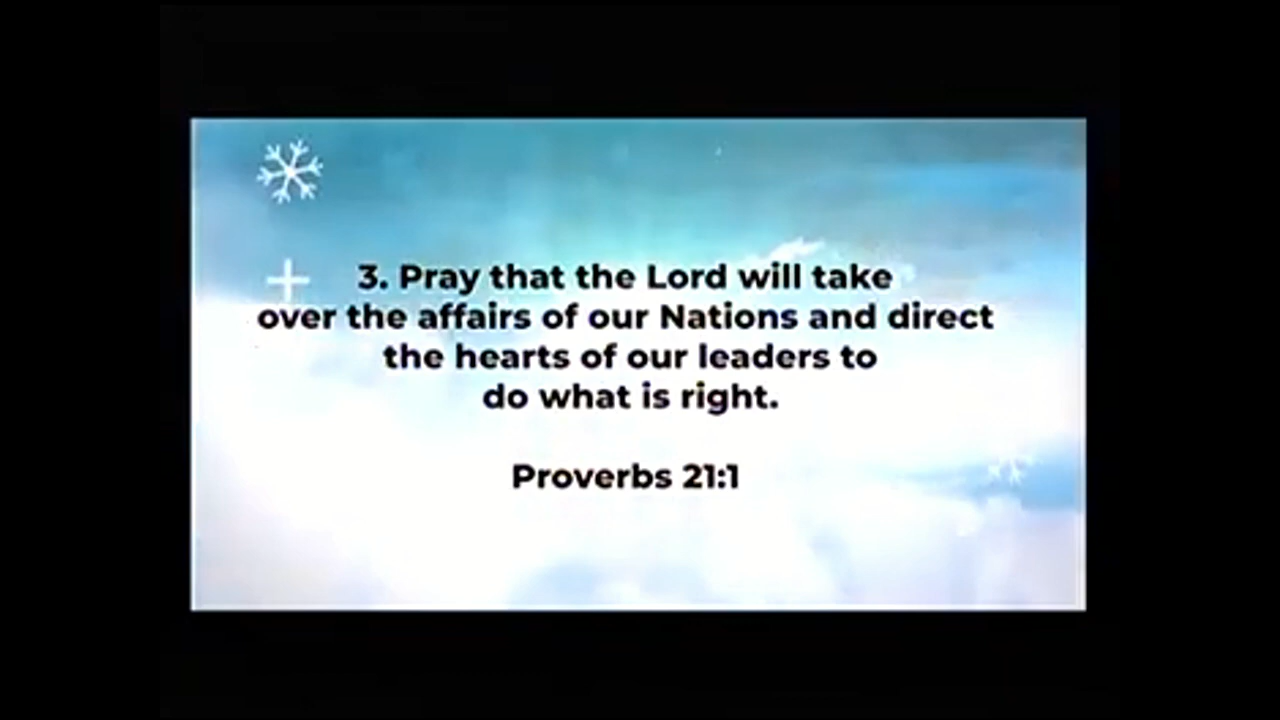 3. Pray that the Lord will take
over the affairs of our Nations and direct
the hearts of our leaders to
do what is right.
Proverbs 21:1